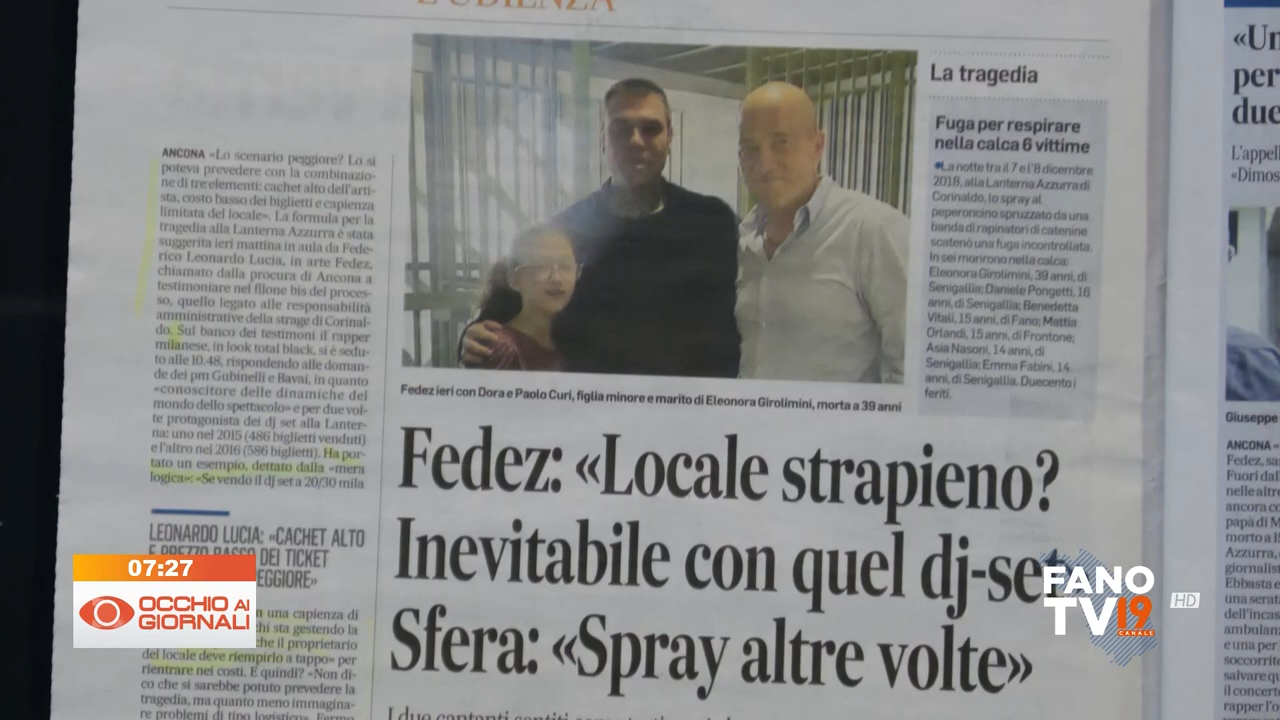 L'UDIENZA
ANCONA «Lo scenario peggiore? Lo si
poteva prevedere con la combinazio-
ne di tre elementi: cachet alto dell'arti-
sta, costo basso dei biglietti e capienza
limitata del locale». La formula per la
tragedia alla Lanterna Azzurra è stata
suggerita ieri mattina in aula da Fede-
rico Leonardo Lucia, in arte Fedez,
chiamato dalla procura di Ancona a
testimoniare nel filone bis del proces-
so, quello legato alle responsabilità
amministrative della strage di Corinal-
do. Sul banco dei testimoni il rapper
milanese, in look total black, si è sedu-
to alle 10.48, rispondendo alle doman-
de dei pm Gubinelli e Bavai, in quanto
«conoscitore delle dinamiche del
mondo dello spettacolo» e per due vol-
te protagonista dei dj set alla Lanter-
na: uno nel 2015 (486 biglietti venduti)
e l'altro nel 2016 (586 biglietti). Ha por-
tato un esempio, dettato dalla «mera
logica»: «Se vendo il dj set a 20/30 mila
LEONARDO LUCIA: «CACHET ALTO
E PREZZO BASSO DEI TICKET
EGGIORE»
n una capienza di
chi sta gestendo la
che il proprietario
del locale deve riempirlo a tappo» per
rientrare nei costi. E quindi? «Non di-
co che si sarebbe potuto prevedere la
tragedia, ma quanto meno immagina-
re problemi di tipo logistico». Fermo
Fedez ieri con Dora e Paolo Curi, figlia minore e marito di Eleonora Girolimini, morta a 39 anni
La tragedia
Fuga per respirare
nella calca 6 vittime
La notte tra il 7 e l'8 dicembre
2018, alla Lanterna Azzurra di
Corinaldo, lo spray al
peperoncino spruzzato da una
banda di rapinatori di catenine
scatenò una fuga incontrollata.
In sei morirono nella calca:
Eleonora Girolimini, 39 anni, di
Senigallia; Daniele Pongetti, 16
anni, di Senigallia; Benedetta
Vitali, 15 anni, di Fano; Mattia
Orlandi, 15 anni, di Frontone;
Asia Nasoni, 14 anni, di
Senigallia; Emma Fabini, 14
anni, di Senigallia. Duecento i
feriti.
Fedez: «Locale strapieno?
Inevitabile con quel dj-set
Sfera: «Spray altre volte»
I due cantanti sentiti come
«Un
per
due
L'appell
«Dimos
Giuseppe
ANCONA
Fedez, sa
Fuori dal
nelle altre
ancora co
papà di M
morto a 1
Azzurra,
giornalist
Ebbasta e
una serat
dell'incas
ambulan
e una per
soccorrito
salvare qu
il concerto
rapper l'o
07:27
OCCHIO AI
GIORNALI
FANO
TV 19
CANALE
HD